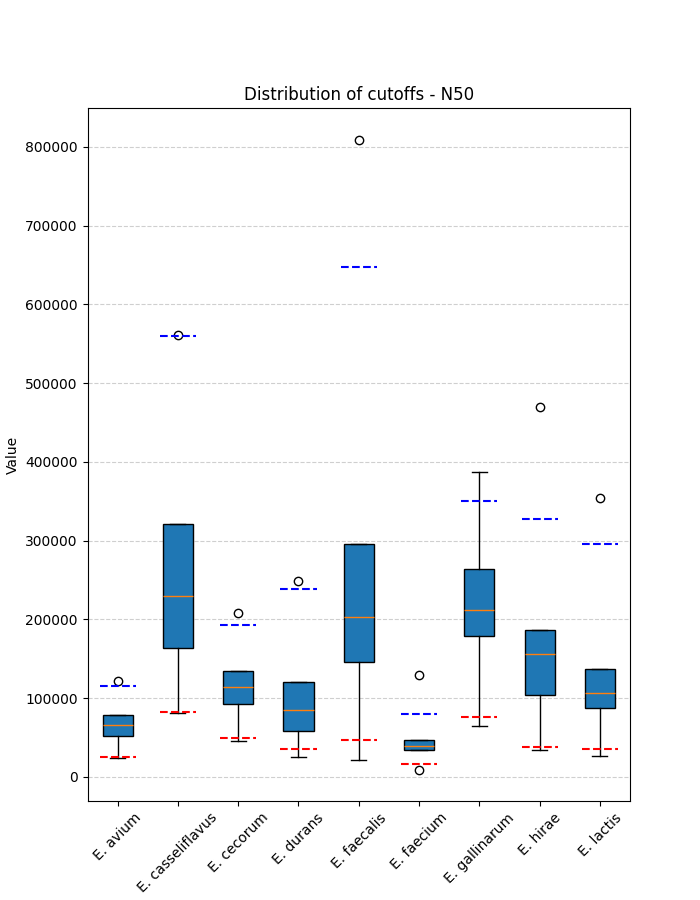 Distribution of cutoffs - N50
800000
700000
600000
500000
400000
300000
200000
100000
0
Value
E. avium
E. casseliflavus
E. cecorum
E. durans
E. faecalis
E. faecium
E. gallinarum
E. hirae
E. lactis